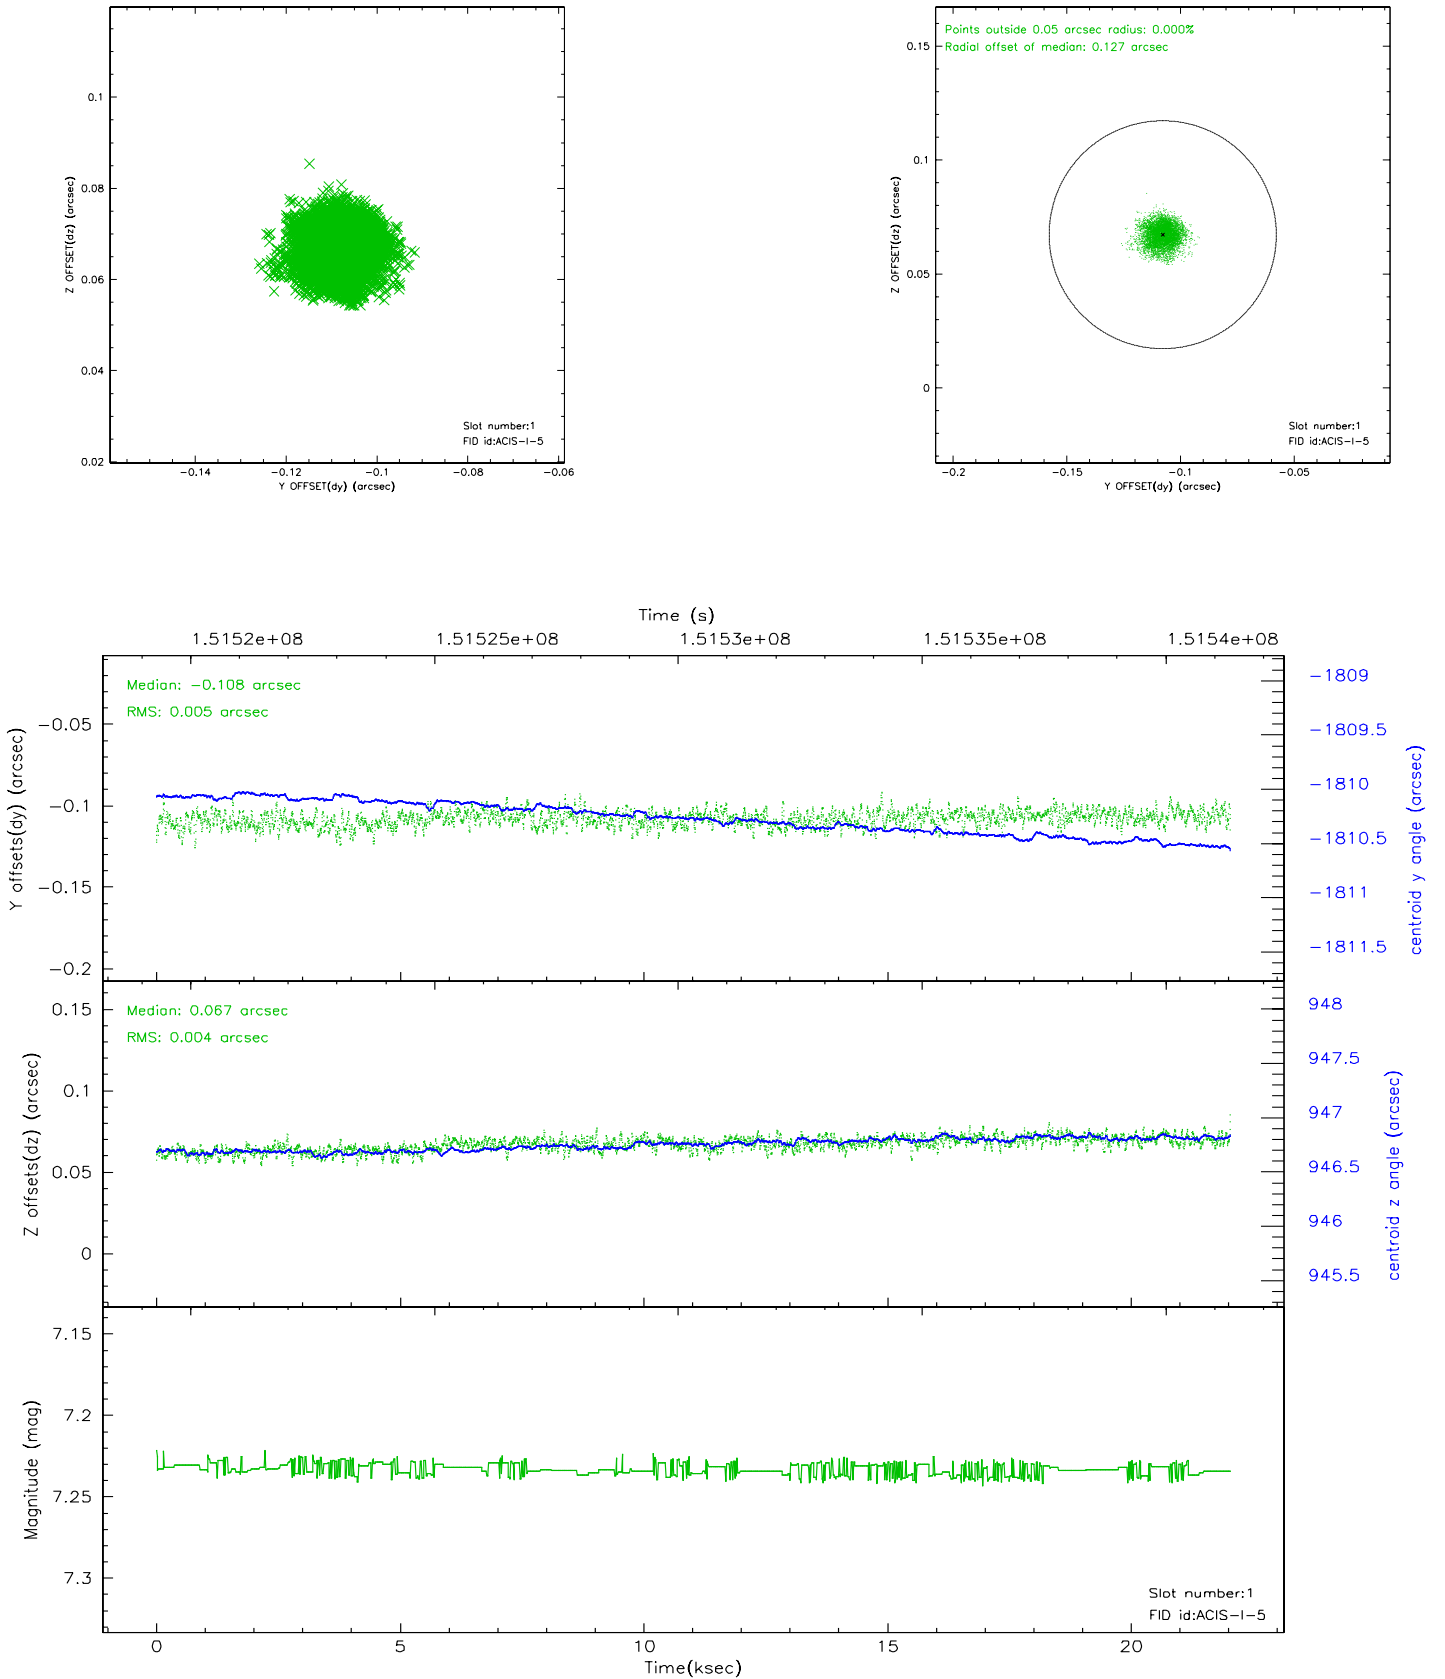 0.1
0.08
0.06
0.04
0.02
Z OFFSET(dz) (arcsec)
Slot number:1
FID id:ACIS-I-5
-0.14 -0.12 -0.1 -0.08 -0.06
Y OFFSET(dy) (arcsec)
Points outside 0.05 arcsec radius: 0.000%
Radial offset of median: 0.127 arcsec
0.15
0.1
0.05
0
Z OFFSET(dz) (arcsec)
Slot number:1
FID id:ACIS-I-5
-0.2 -0.15 -0.1 -0.05
Y OFFSET(dy) (arcsec)
Time (s)
1.5152e+08 1.51525e+08 1.5153e+08 1.51535e+08 1.5154e+08
Median: -0.108 arcsec
RMS: 0.005 arcsec
-0.05
-0.1
-0.15
-0.2
Y offsets(dy) (arcsec)
-1809
-1809.5
-1810
-1810.5
-1811
-1811.5
centroid y angle (arcsec)
Median: 0.067 arcsec
RMS: 0.004 arcsec
0.15
0.1
0.05
0
Z offsets(dz) (arcsec)
948
947.5
947
946.5
946
945.5
centroid z angle (arcsec)
7.15
7.2
7.25
7.3
Magnitude (mag)
Slot number:1
FID id:ACIS-I-5
0 5 10 15 20
Time(ksec)